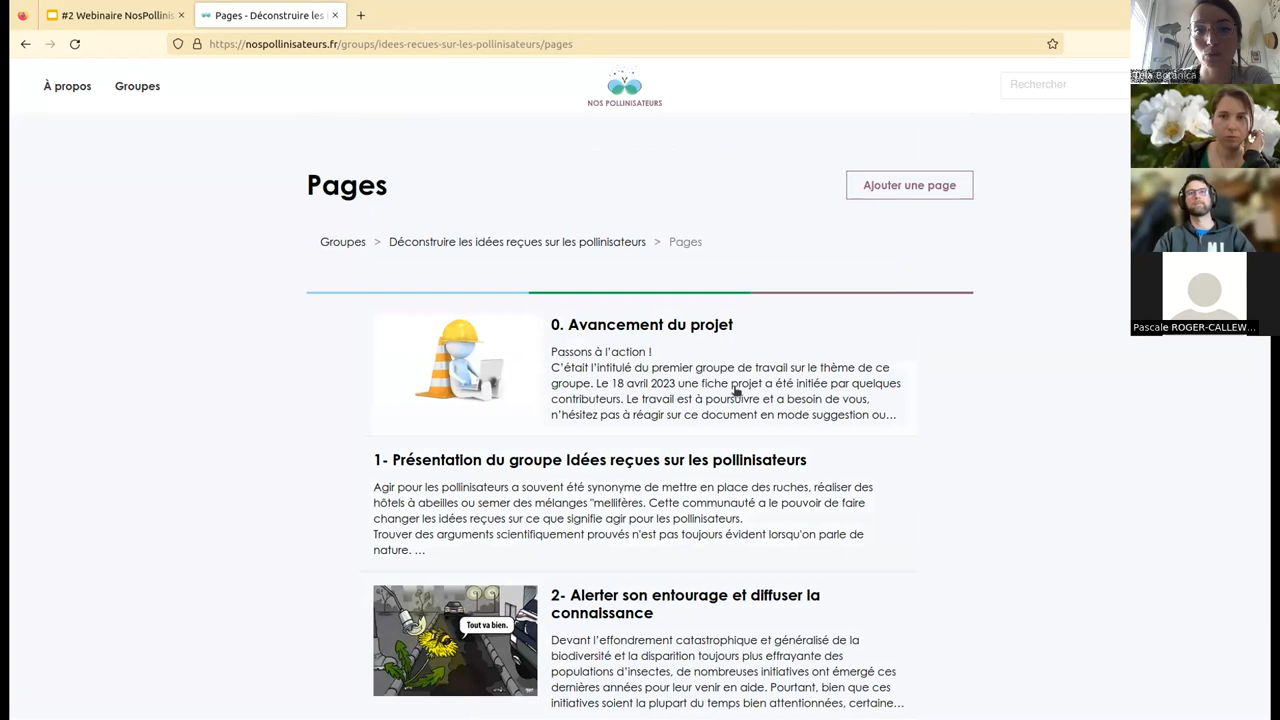 #2 Webinaire NosPollinis
Pages - Déconstruire les
https://nospollinisateurs.fr/groups/idees-recues-sur-les-pollinisateurs/pages
À propos
Groupes
NOS POLLINISATEURS
Rechercher
Tela Botanica
Pages
Ajouter une page
Groupes > Déconstruire les idées reçues sur les pollinisateurs > Pages
0. Avancement du projet
Passons à l'action !
C'était l'intitulé du premier groupe de travail sur le thème de ce
groupe. Le 18 avril 2023 une fiche projet a été initiée par quelques
contributeurs. Le travail est à poursuivre et a besoin de vous,
n'hésitez pas à réagir sur ce document en mode suggestion ou…
Pascale ROGER-CALLEW...
1- Présentation du groupe Idées reçues sur les pollinisateurs
Agir pour les pollinisateurs a souvent été synonyme de mettre en place des ruches, réaliser des
hôtels à abeilles ou semer des mélanges "mellifères. Cette communauté a le pouvoir de faire
changer les idées reçues sur ce que signifie agir pour les pollinisateurs.
Trouver des arguments scientifiquement prouvés n'est pas toujours évident lorsqu'on parle de
nature. …
Tout va bien.
2- Alerter son entourage et diffuser la
connaissance
Devant l'effondrement catastrophique et généralisé de la
biodiversité et la disparition toujours plus effrayante des
populations d'insectes, de nombreuses initiatives ont émergé ces
dernières années pour leur venir en aide. Pourtant, bien que ces
initiatives soient la plupart du temps bien attentionnées, certaine…